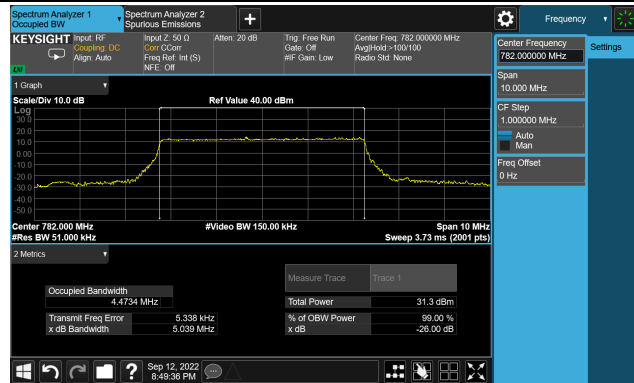 Spectrum Analyzer 1
Occupied BW
Spectrum Analyzer 2
Spurious Emissions
Frequency
KEYSIGHT
Input: RF
Coupling: DC
Align: Auto
Input Z: 50 Ω
Corr CCorr
Freq Ref: Int (S)
NFE: Off
Atten: 20 dB
Trig: Free Run
Gate: Off
#IF Gain: Low
Center Freq: 782.000000 MHz
Avg|Hold:>100/100
Radio Std: None
LXI
Center Frequency
782.000000 MHz
Settings
Span
10.000 MHz
CF Step
1.000000 MHz
Auto
Man
Freq Offset
0 Hz
1 Graph
Scale/Div 10.0 dB
Ref Value 40.00 dBm
Log
30.0
20.0
10.0
0.00
-10.0
-20.0
-30.0
-40.0
-50.0
Center 782.000 MHz
#Video BW 150.00 kHz
Span 10 MHz
#Res BW 51.000 kHz
Sweep 3.73 ms (2001 pts)
2 Metrics
Measure Trace
Trace 1
Occupied Bandwidth
4.4734 MHz
Total Power
31.3 dBm
Transmit Freq Error
5.338 kHz
% of OBW Power
99.00 %
x dB Bandwidth
5.039 MHz
x dB
-26.00 dB
?
Sep 12, 2022
8:49:36 PM